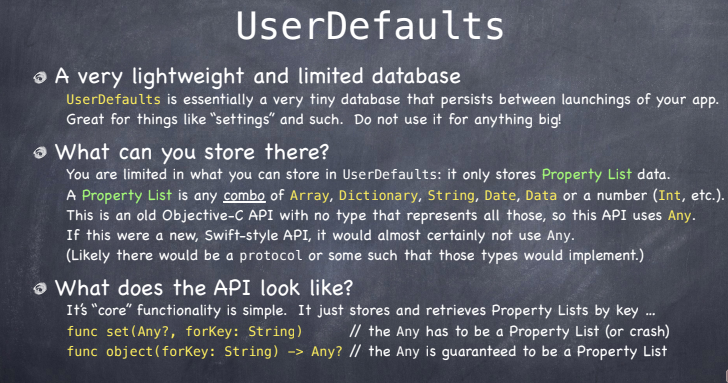 UserDefaults
A very lightweight and limited database
UserDefaults is essentially a very tiny database that persists between launchings of your app.
Great for things like “settings” and such. Do not use it for anything big!
What can you store there?
You are limited in what you can store in UserDefaults: it only stores Property List data.
A Property List is any combo of Array, Dictionary, String, Date, Data or a number (Int, etc.).
This is an old Objective-C API with no type that represents all those, so this API uses Any.
If this were a new, Swift-style API, it would almost certainly not use Any.
(Likely there would be a protocol or some such that those types would implement.)
What does the API look like?
It’s “core” functionality is simple. It just stores and retrieves Property Lists by key …
func set(Any?, forKey: String) // the Any has to be a Property List (or crash)
func object(forKey: String) -> Any? // the Any is guaranteed to be a Property List